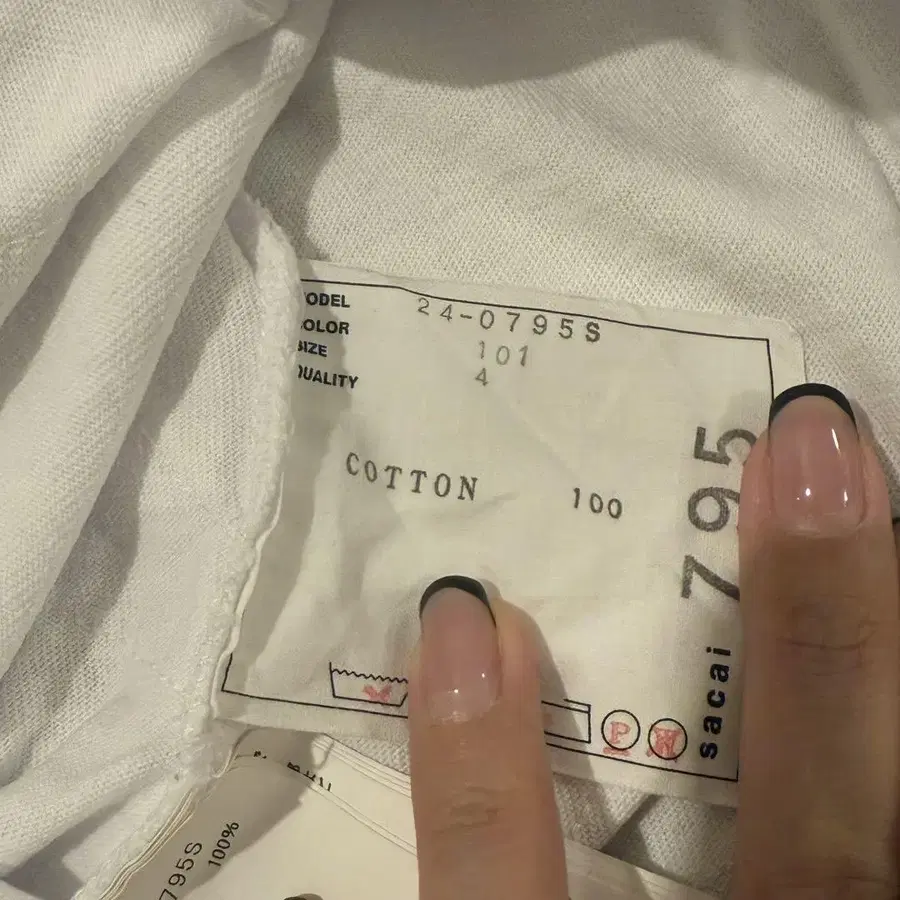 ODEL 24-0795S
OLOR 101
SIZE 4
QUALITY
COTTON 100
sacai 795
P W
795S
100%